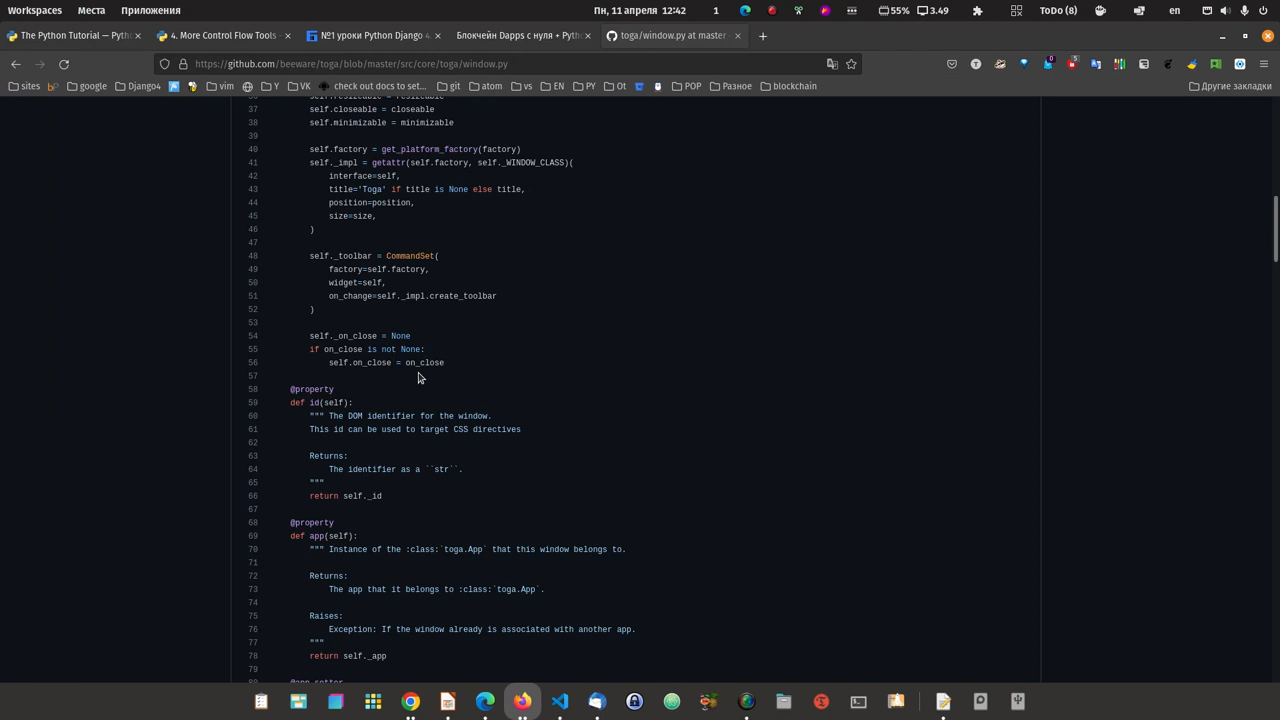 Workspaces Места Приложения Пн, 11 апреля 12:42 1 55% 3.49 ToDo (8) en
The Python Tutorial — Pytho 4. More Control Flow Tools - №1 уроки Python Django 4. Блокчейн Dapps с нуля + Pytho toga/window.py at master
https://github.com/beeware/toga/blob/master/src/core/toga/window.py
sites google Django4 vim Y VK check out docs to set... git atom vs EN PY Ot POP Разное blockchain Другие закладки
37 self.closeable = closeable
38 self.minimizable = minimizable
39
40 self.factory = get_platform_factory(factory)
41 self._impl = getattr(self.factory, self._WINDOW_CLASS)(
42 interface=self,
43 title='Toga' if title is None else title,
44 position=position,
45 size=size,
46 )
47
48 self._toolbar = CommandSet(
49 factory=self.factory,
50 widget=self,
51 on_change=self._impl.create_toolbar
52 )
53
54 self._on_close = None
55 if on_close is not None:
56 self.on_close = on_close
57
58 @property
59 def id(self):
60 """ The DOM identifier for the window.
61 This id can be used to target CSS directives
62
63 Returns:
64 The identifier as a ``str``.
65 """
66 return self._id
67
68 @property
69 def app(self):
70 """ Instance of the :class:`toga.App` that this window belongs to.
71
72 Returns:
73 The app that it belongs to :class:`toga.App`.
74
75 Raises:
76 Exception: If the window already is associated with another app.
77 """
78 return self._app
79